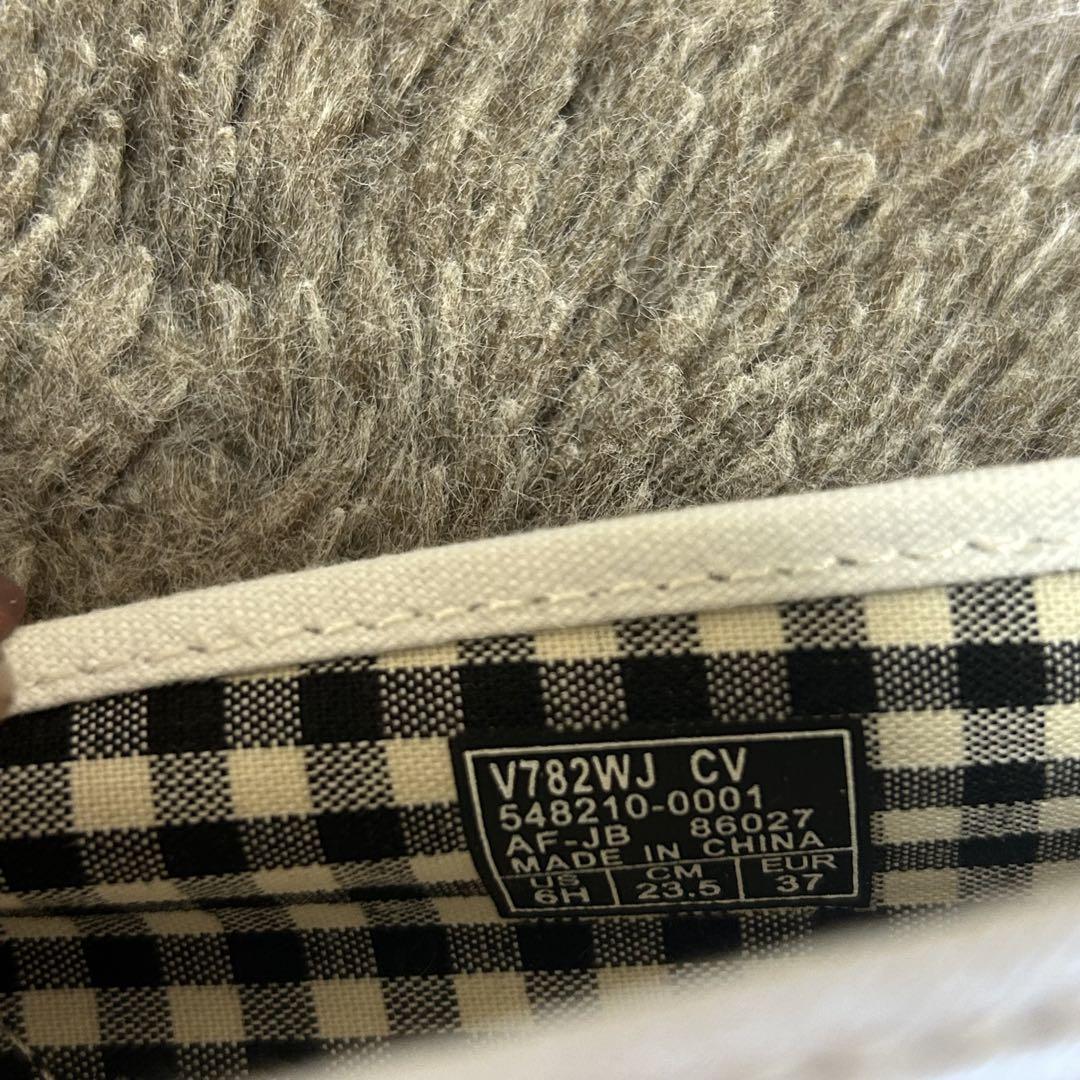 V782WJ CV
548210-0001
AF-JB 86027
MADE IN CHINA
US CM EUR
6H 23.5 37